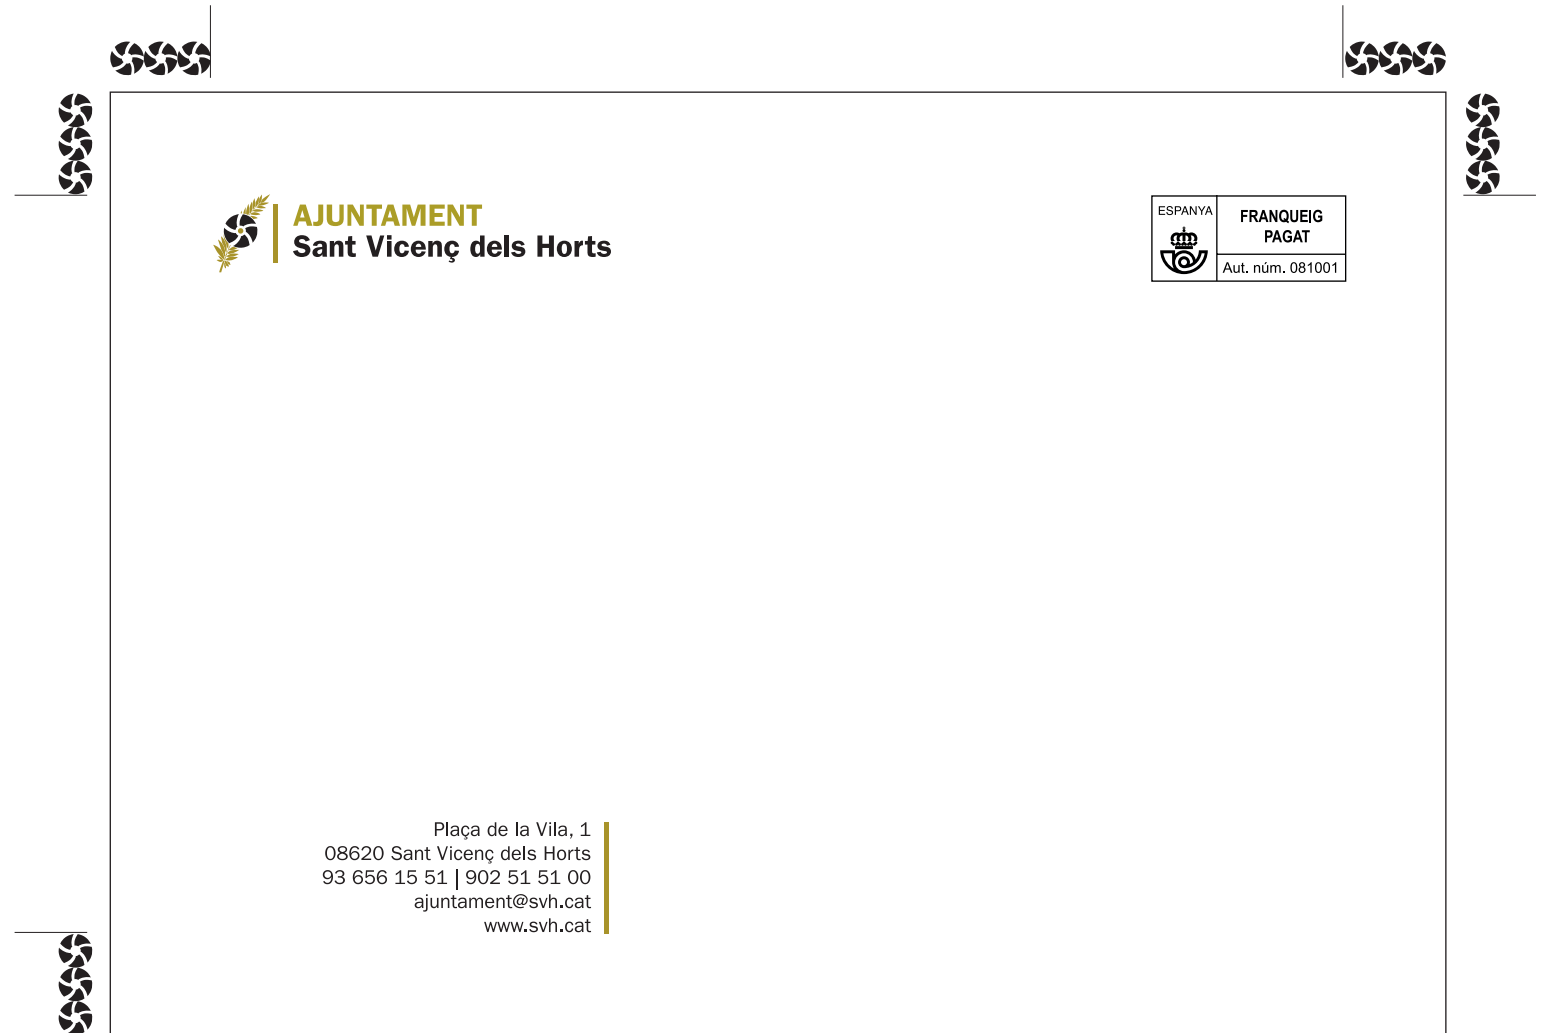 AJUNTAMENT
Sant Vicenç dels Horts
ESPANYA
FRANQUEIG
PAGAT
Aut. núm. 081001
Plaça de la Vila, 1
08620 Sant Vicenç dels Horts
93 656 15 51 | 902 51 51 00
ajuntament@svh.cat
www.svh.cat